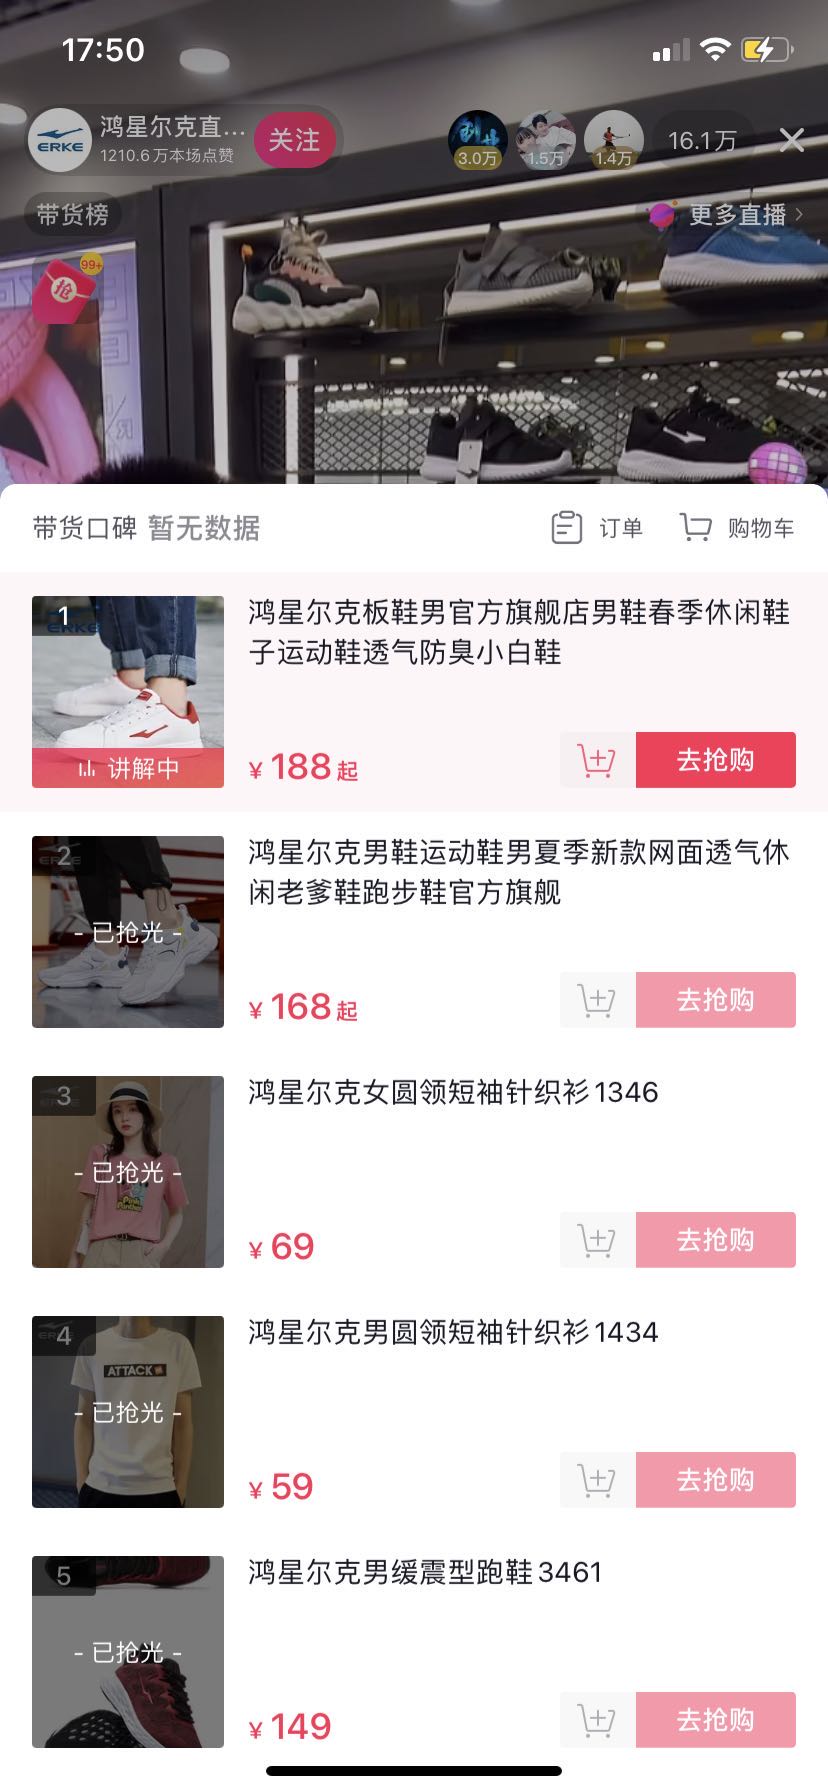 17:50
鸿星尔克直...
1210.6万本场点赞
关注
ERKE
3.0万
1.5万
1.4万
16.1万
带货榜
更多直播
99+
抢
带货口碑 暂无数据
订单
购物车
1
鸿星尔克板鞋男官方旗舰店男鞋春季休闲鞋
子运动鞋透气防臭小白鞋
讲解中
¥ 188起
去抢购
2
鸿星尔克男鞋运动鞋男夏季新款网面透气休
闲老爹鞋跑步鞋官方旗舰
- 已抢光 -
¥ 168起
去抢购
3
鸿星尔克女圆领短袖针织衫1346
- 已抢光 -
Pink
Panther
¥ 69
去抢购
4
鸿星尔克男圆领短袖针织衫1434
ATTACK
- 已抢光 -
¥ 59
去抢购
5
鸿星尔克男缓震型跑鞋3461
- 已抢光 -
¥ 149
去抢购